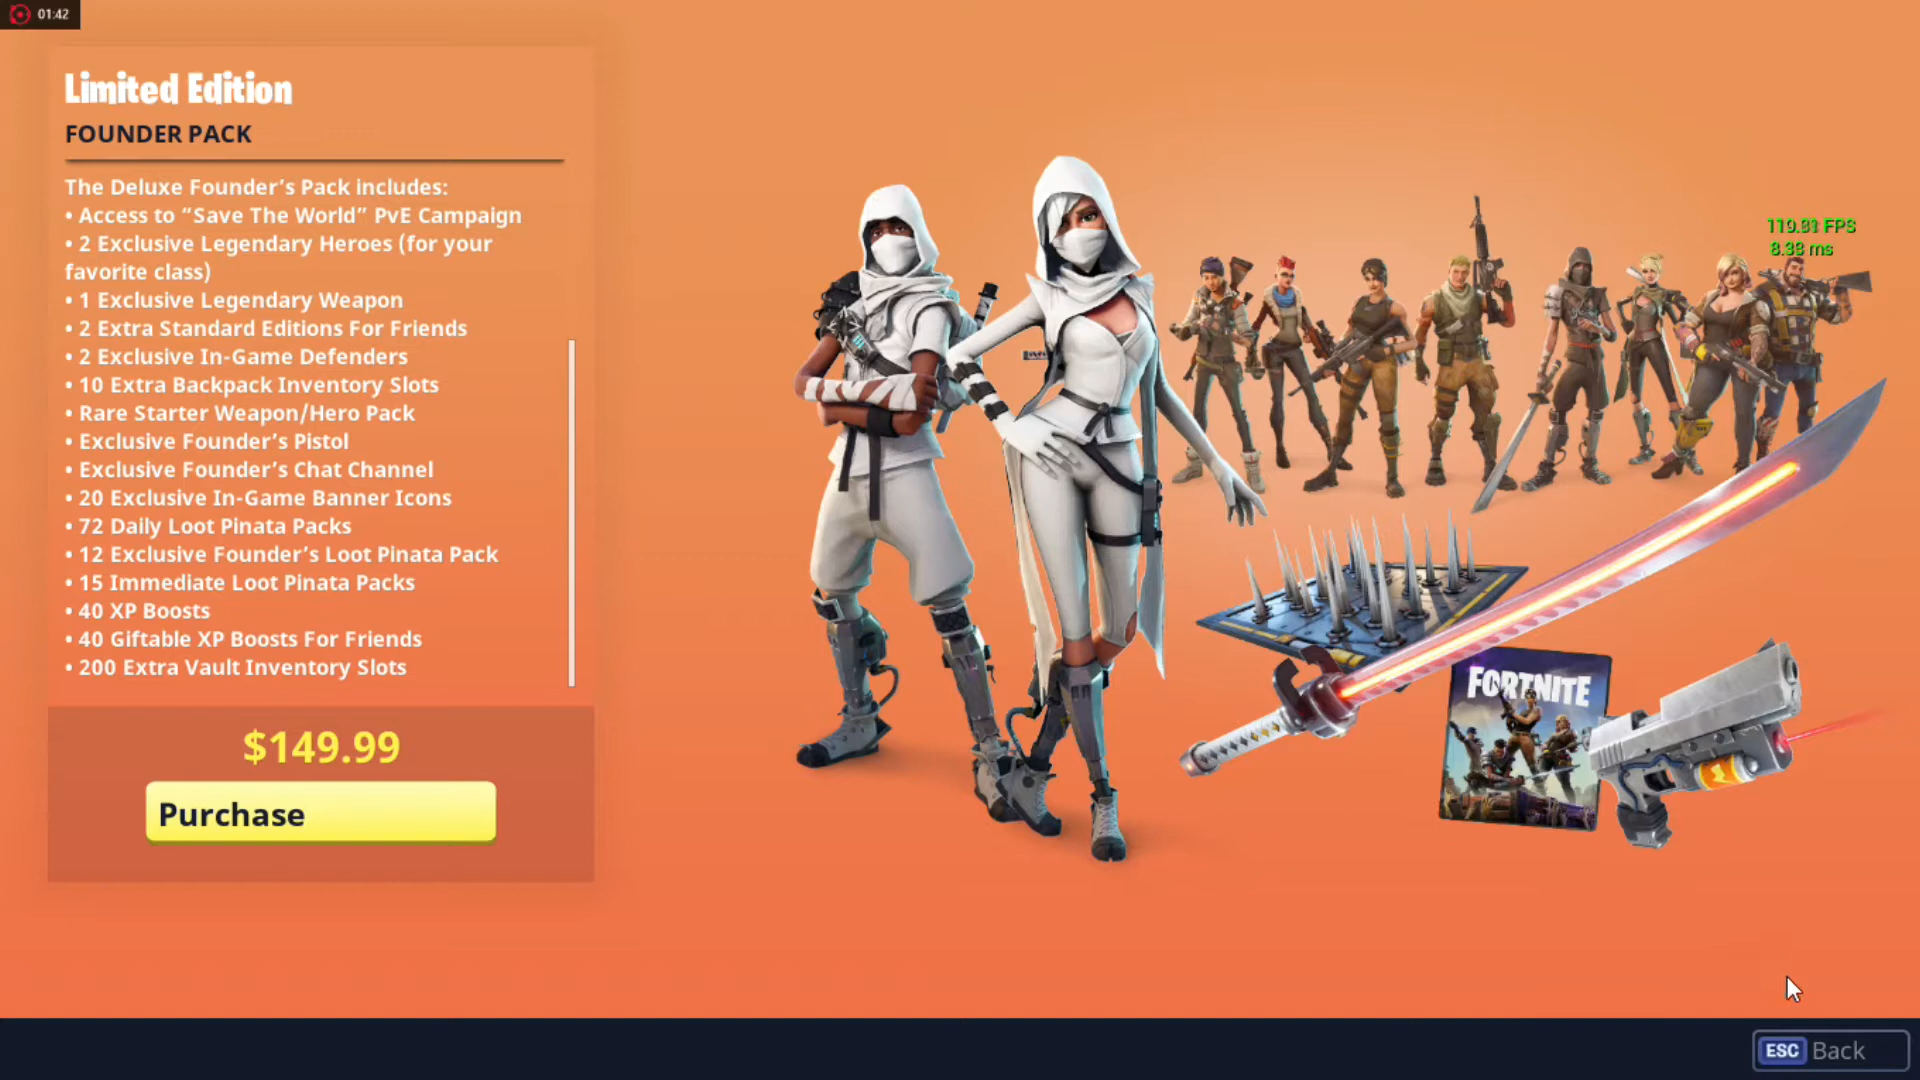 01:42
Limited Edition
FOUNDER PACK
The Deluxe Founder’s Pack includes:
• Access to “Save The World” PvE Campaign
• 2 Exclusive Legendary Heroes (for your
favorite class)
• 1 Exclusive Legendary Weapon
• 2 Extra Standard Editions For Friends
• 2 Exclusive In-Game Defenders
• 10 Extra Backpack Inventory Slots
• Rare Starter Weapon/Hero Pack
• Exclusive Founder’s Pistol
• Exclusive Founder’s Chat Channel
• 20 Exclusive In-Game Banner Icons
• 72 Daily Loot Pinata Packs
• 12 Exclusive Founder’s Loot Pinata Pack
• 15 Immediate Loot Pinata Packs
• 40 XP Boosts
• 40 Giftable XP Boosts For Friends
• 200 Extra Vault Inventory Slots
$149.99
Purchase
FPS
8.33 ms
FORTNITE
ESC Back